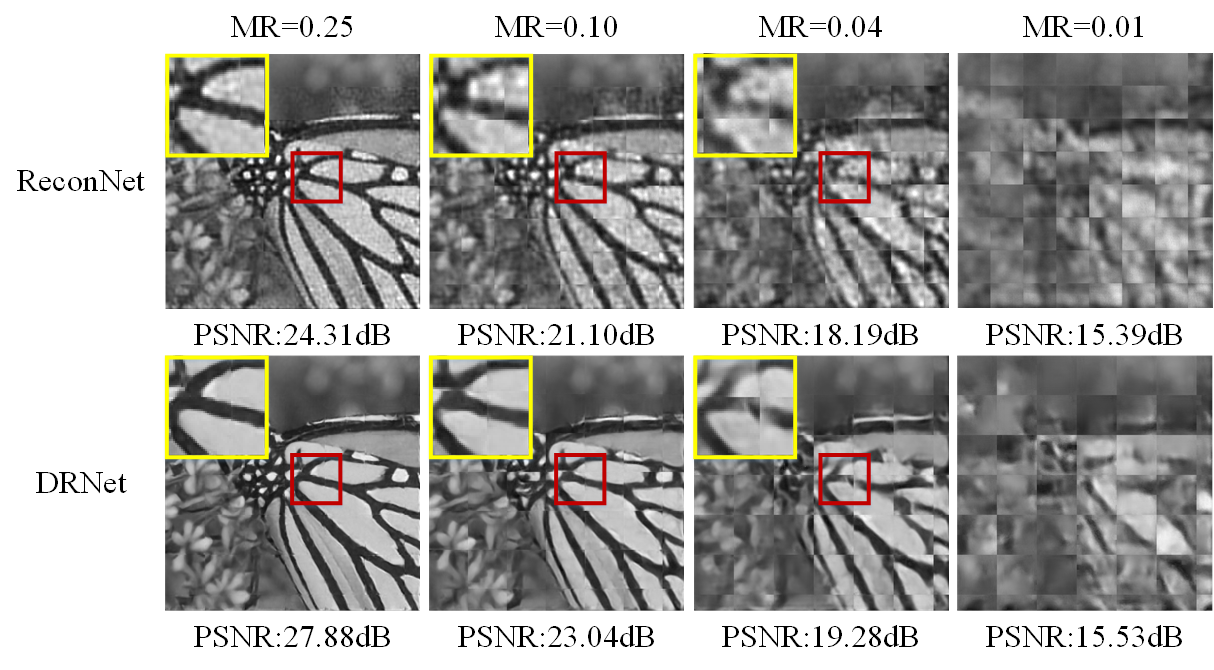 MR=0.25 MR=0.10 MR=0.04 MR=0.01
ReconNet
PSNR:24.31dB PSNR:21.10dB PSNR:18.19dB PSNR:15.39dB
DRNet
PSNR:27.88dB PSNR:23.04dB PSNR:19.28dB PSNR:15.53dB